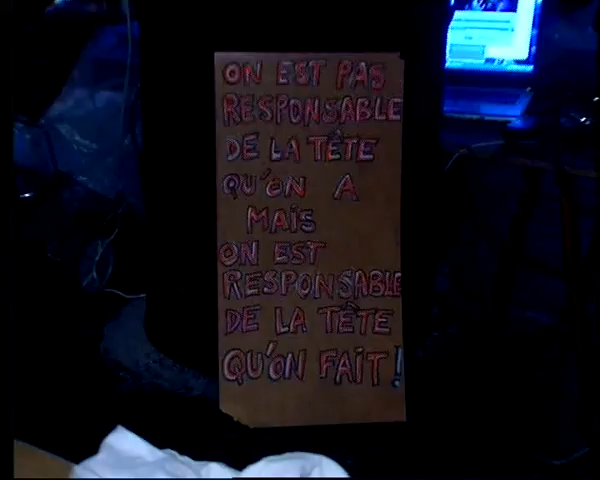 ON EST PAS
RESPONSABLE
DE LA TÊTE
QU'ON A
MAiS
ON EST
RESPONSABLE
DE LA TÊTE
QU'ON FAiT!